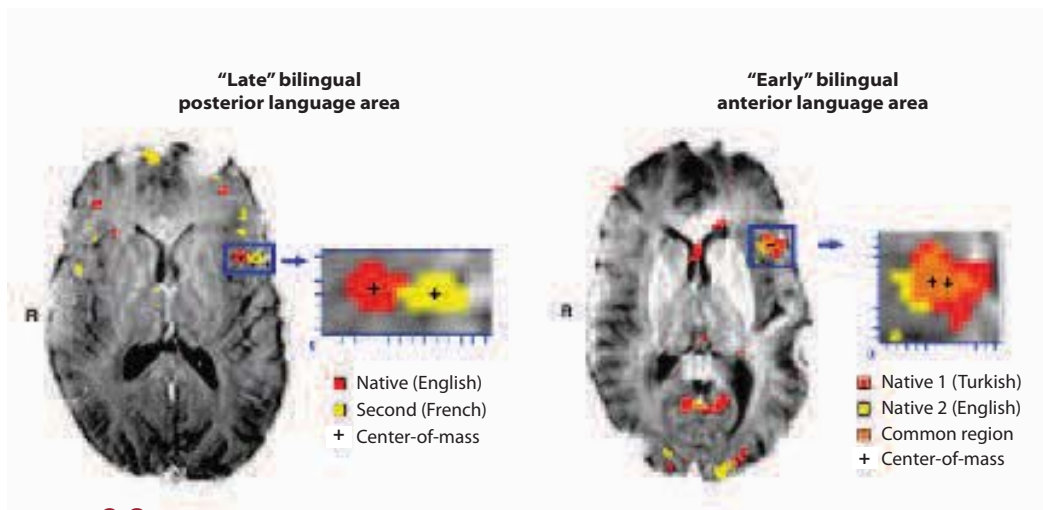 “Late” bilingual
posterior language area
“Early” bilingual
anterior language area
R
R
Native (English)
Second (French)
+ Center-of-mass
Native 1 (Turkish)
Native 2 (English)
Common region
+ Center-of-mass